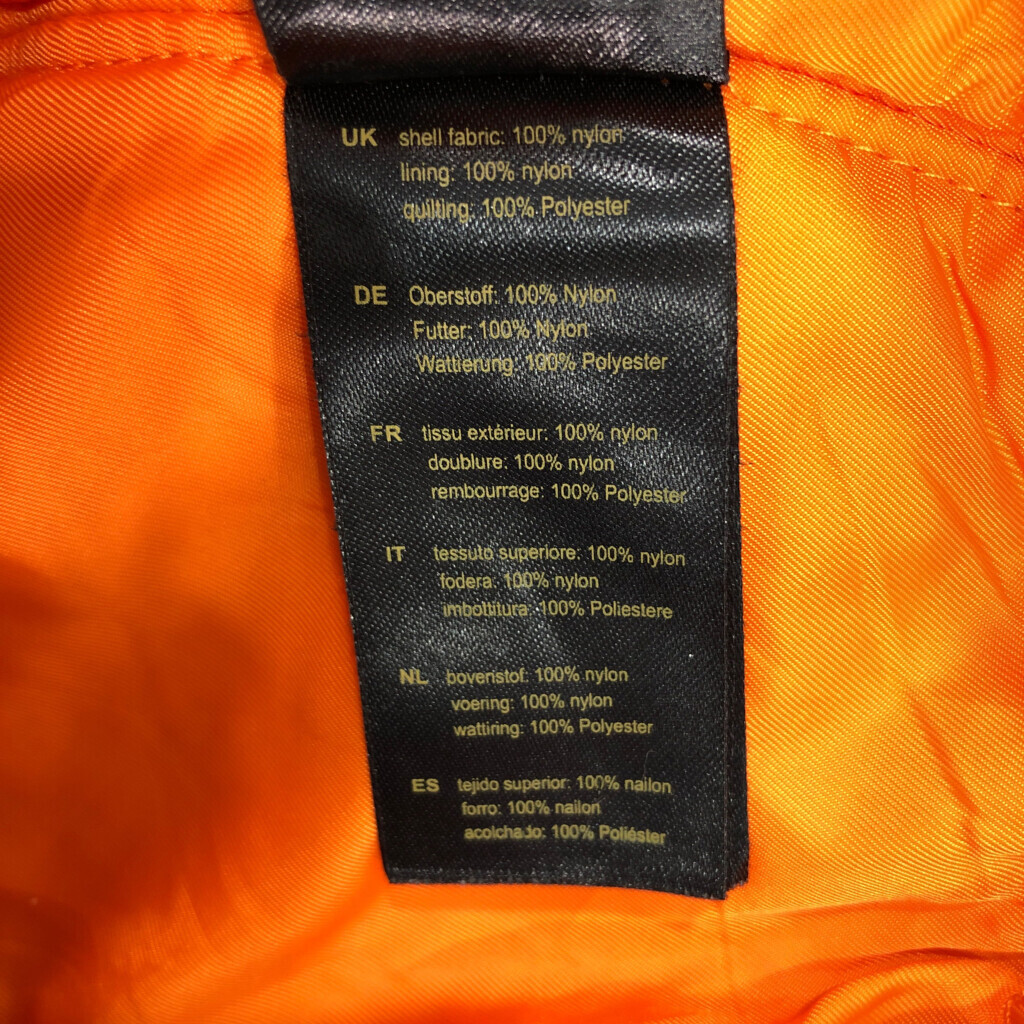 UK shell fabric: 100% nylon
lining: 100% nylon
quilting: 100% Polyester
DE Oberstoff: 100% Nylon
Futter: 100% Nylon
Wattierung: 100% Polyester
FR tissu extérieur: 100% nylon
doublure: 100% nylon
rembourrage: 100% Polyester
IT tessuto superiore: 100% nylon
fodera: 100% nylon
imbottitura: 100% Poliestere
NL bovenstof: 100% nylon
voering: 100% nylon
wattiring: 100% Polyester
ES tejido superior: 100% nailon
forro: 100% nailon
acolchado: 100% Poliéster